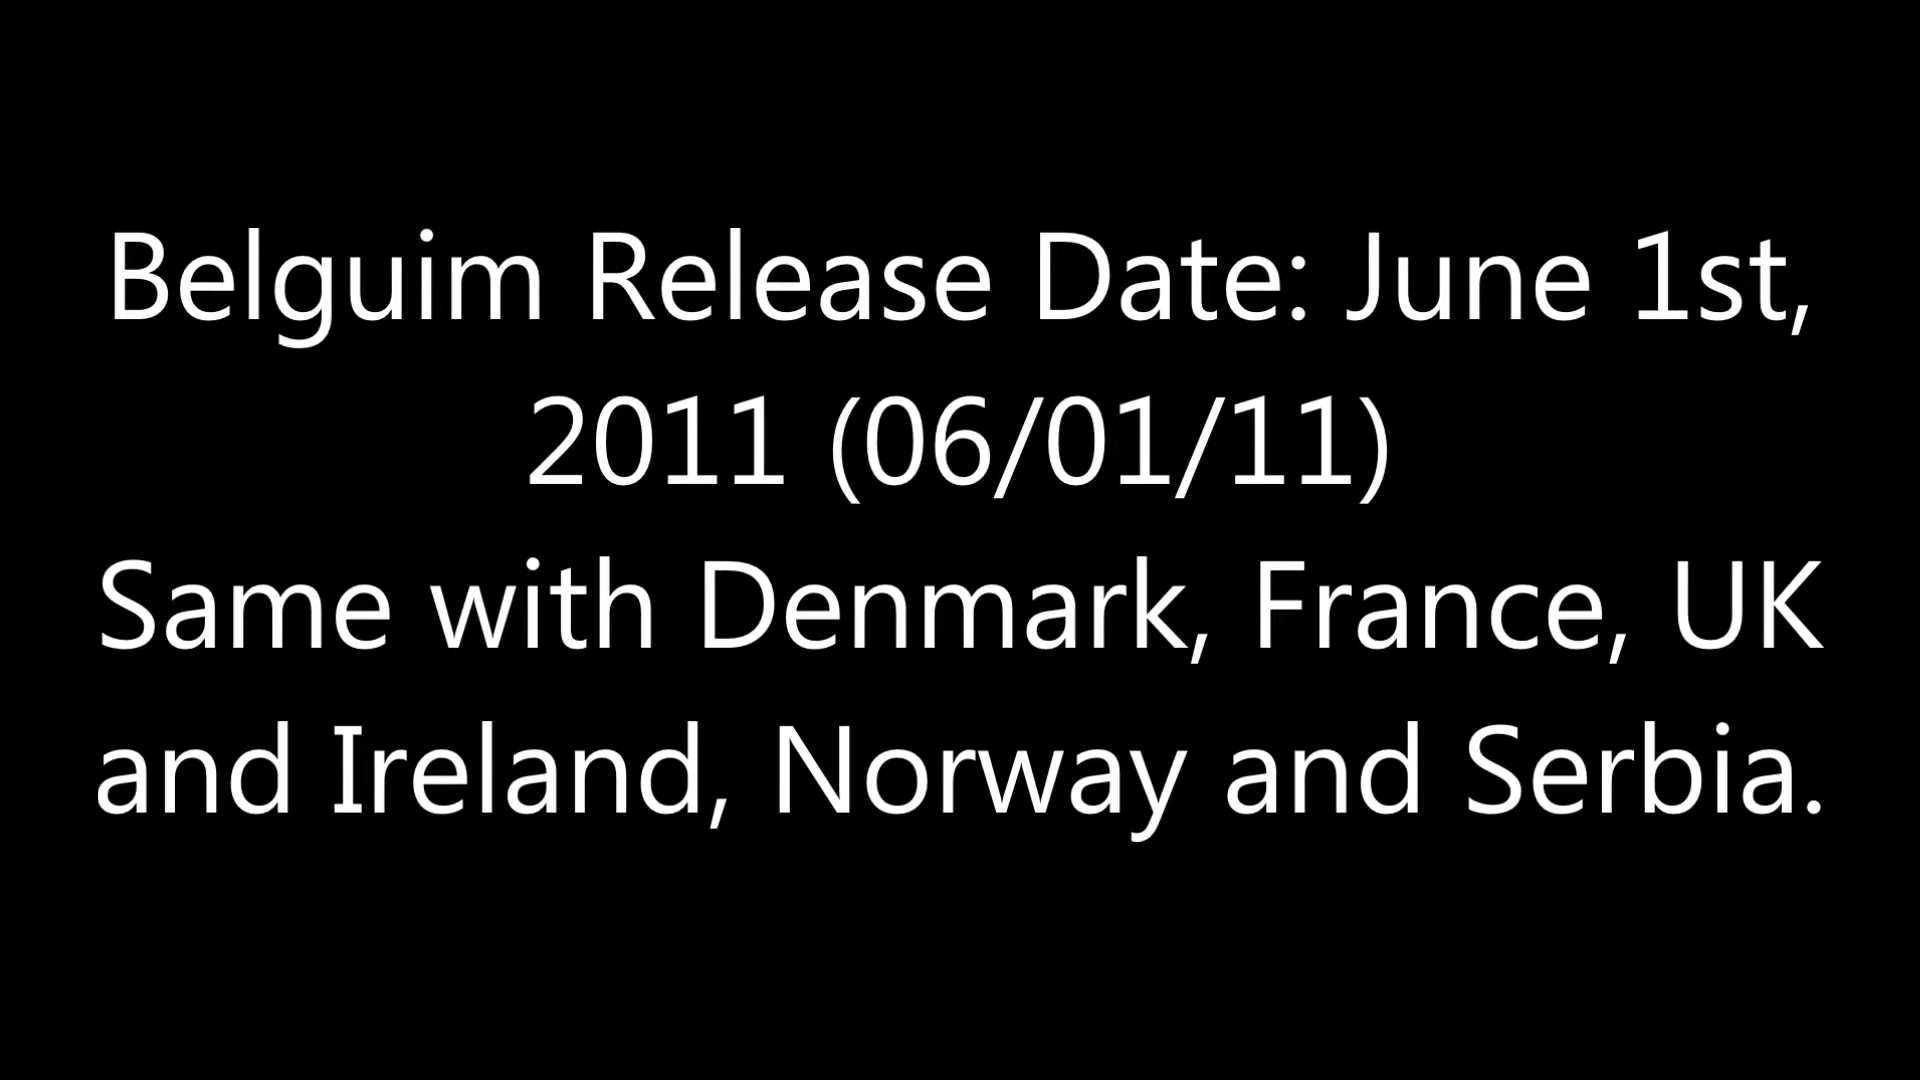 Belguim Release Date: June 1st,
2011 (06/01/11)
Same with Denmark, France, UK
and Ireland, Norway and Serbia.